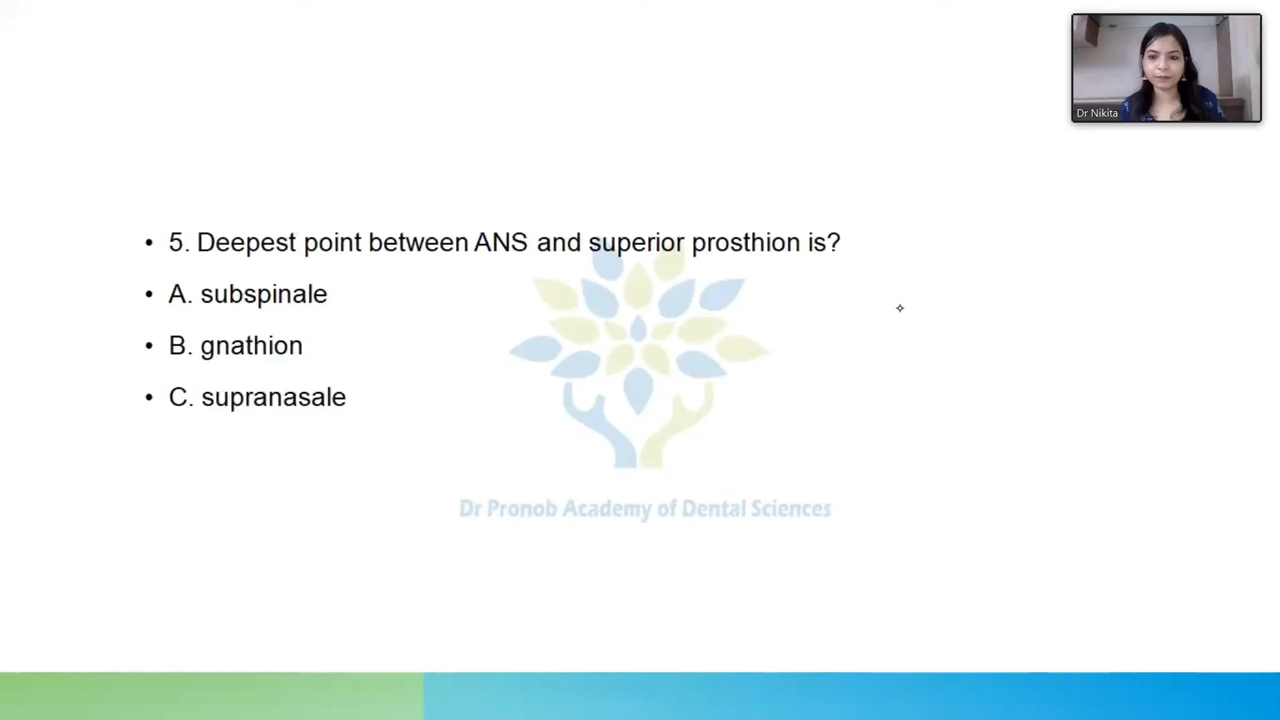 Dr Nikita
• 5. Deepest point between ANS and superior prosthion is?
• A. subspinale
• B. gnathion
• C. supranasale
Dr Pronob Academy of Dental Sciences